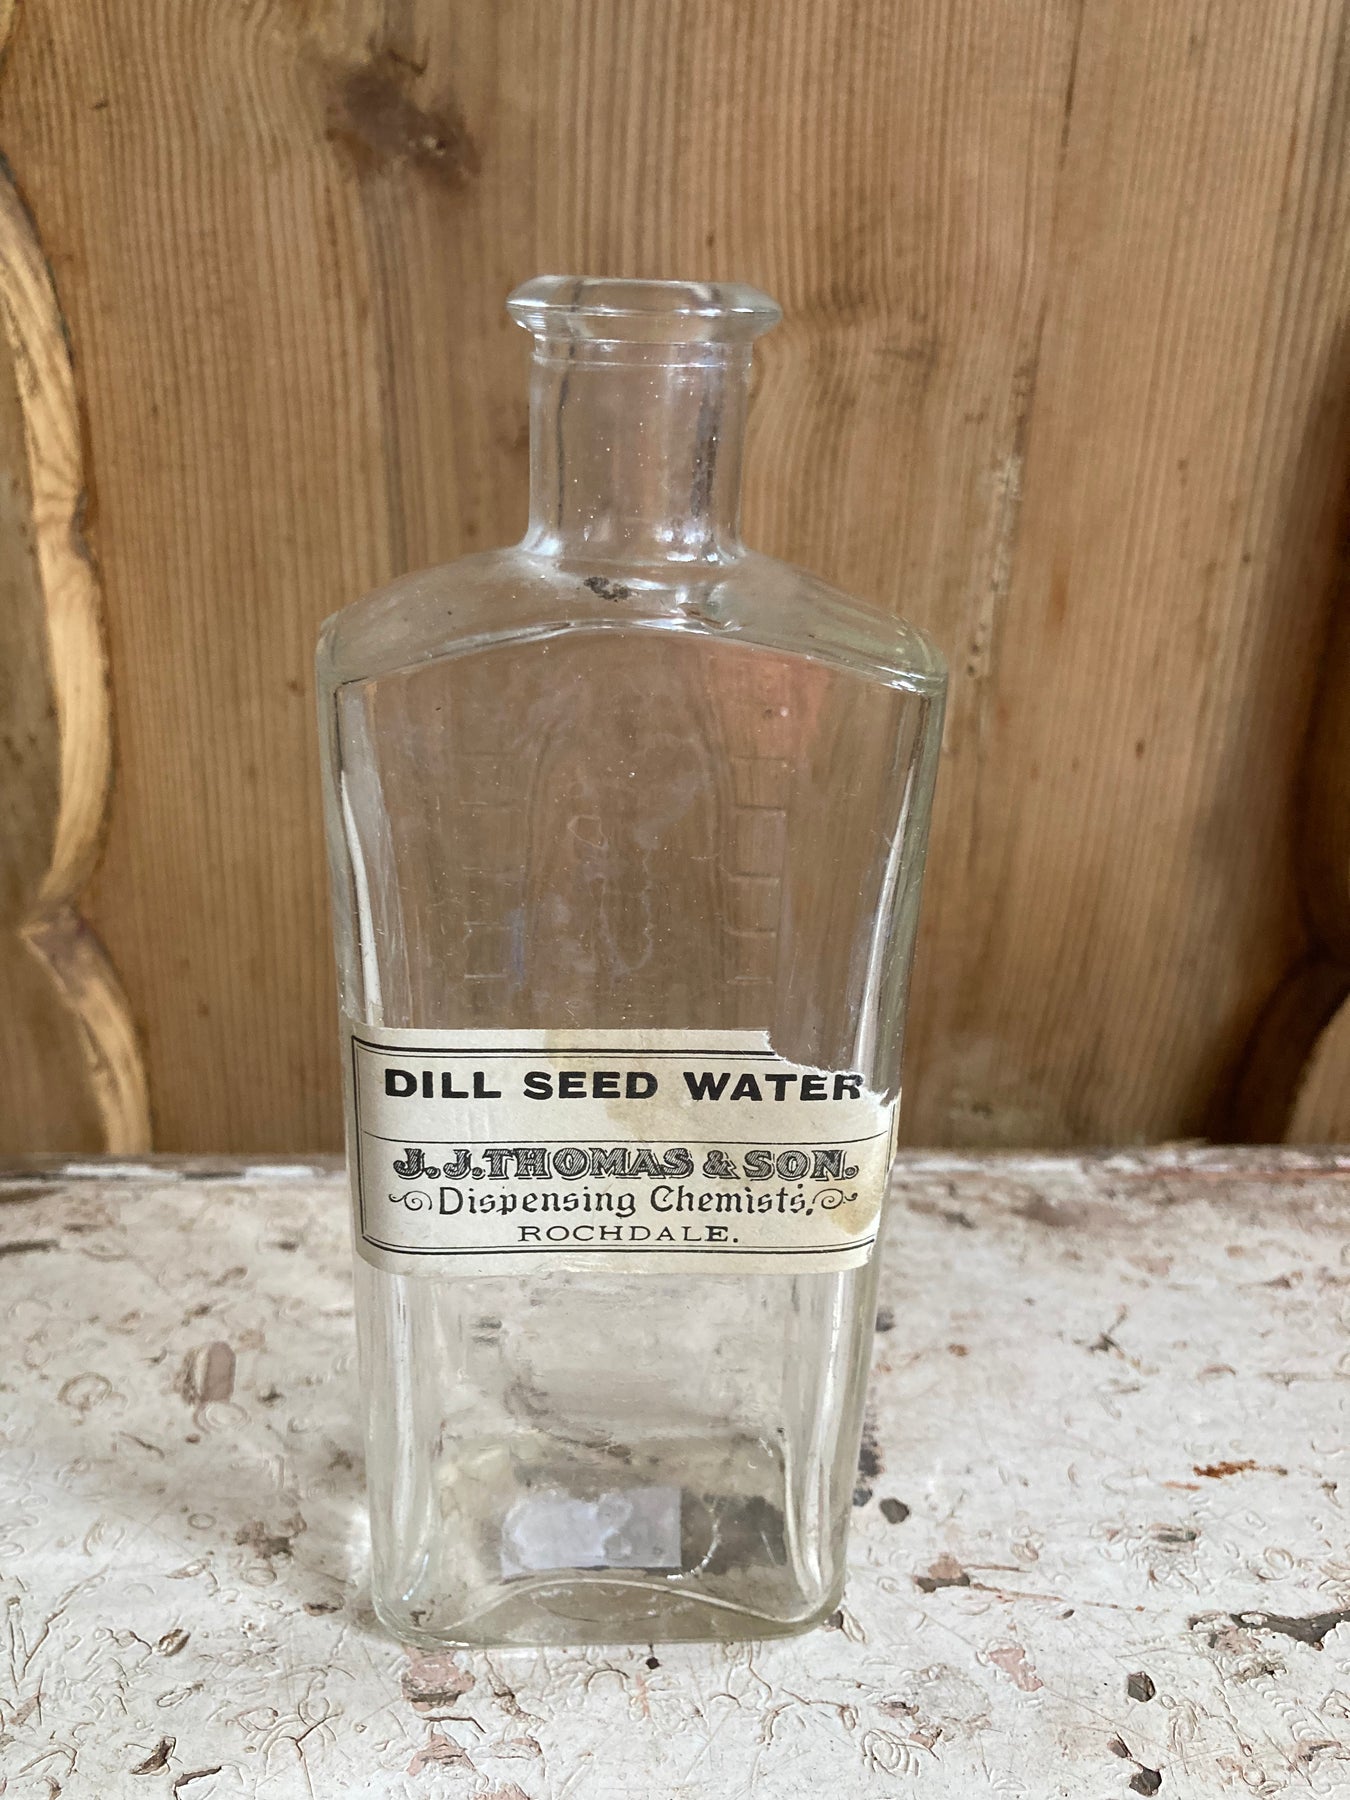 DILL SEED WATER
J. J. THOMAS & SON.
Dispensing Chemists,
ROCHDALE.